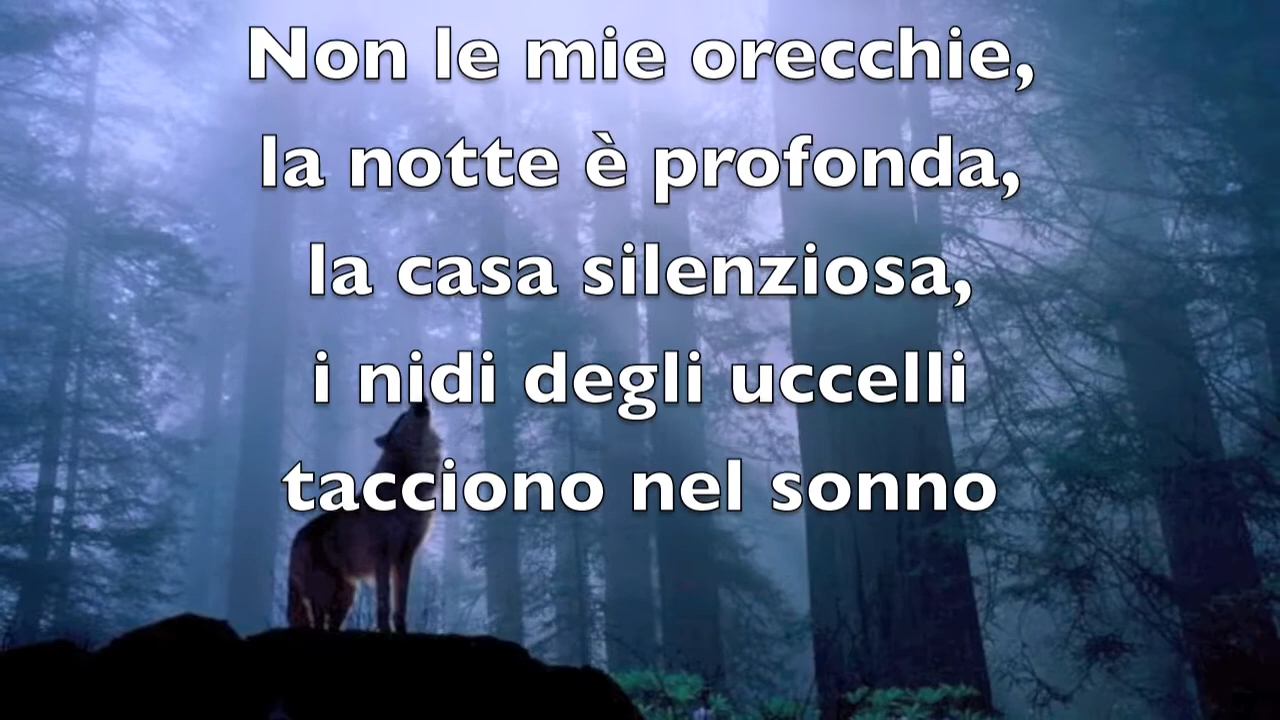 Non le mie orecchie,
la notte è profonda,
la casa silenziosa,
i nidi degli uccelli
tacciono nel sonno